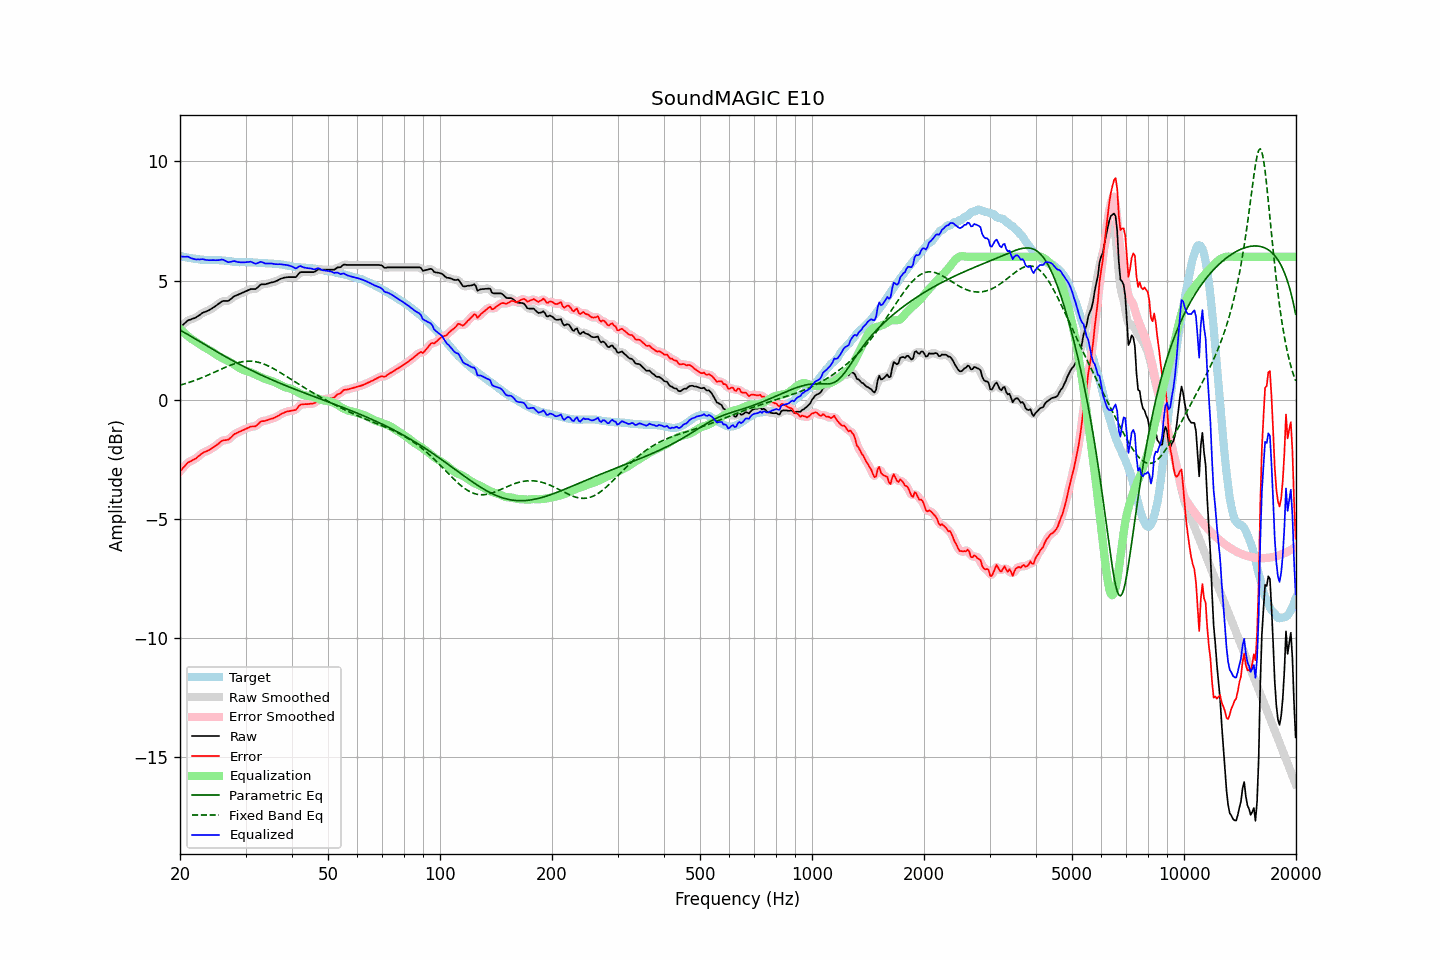 SoundMAGIC E10
Amplitude (dBr)
10
5
0
−5
−10
−15
Target
Raw Smoothed
Error Smoothed
Raw
Error
Equalization
Parametric Eq
Fixed Band Eq
Equalized
20 50 100 200 500 1000 2000 5000 10000 20000
Frequency (Hz)